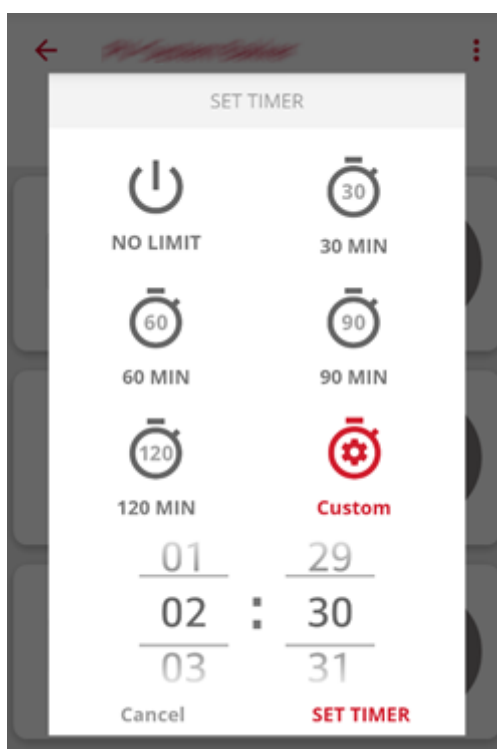 SET TIMER
NO LIMIT
30
30 MIN
60
60 MIN
90
90 MIN
120
120 MIN
Custom
01 29
02 : 30
03 31
Cancel SET TIMER